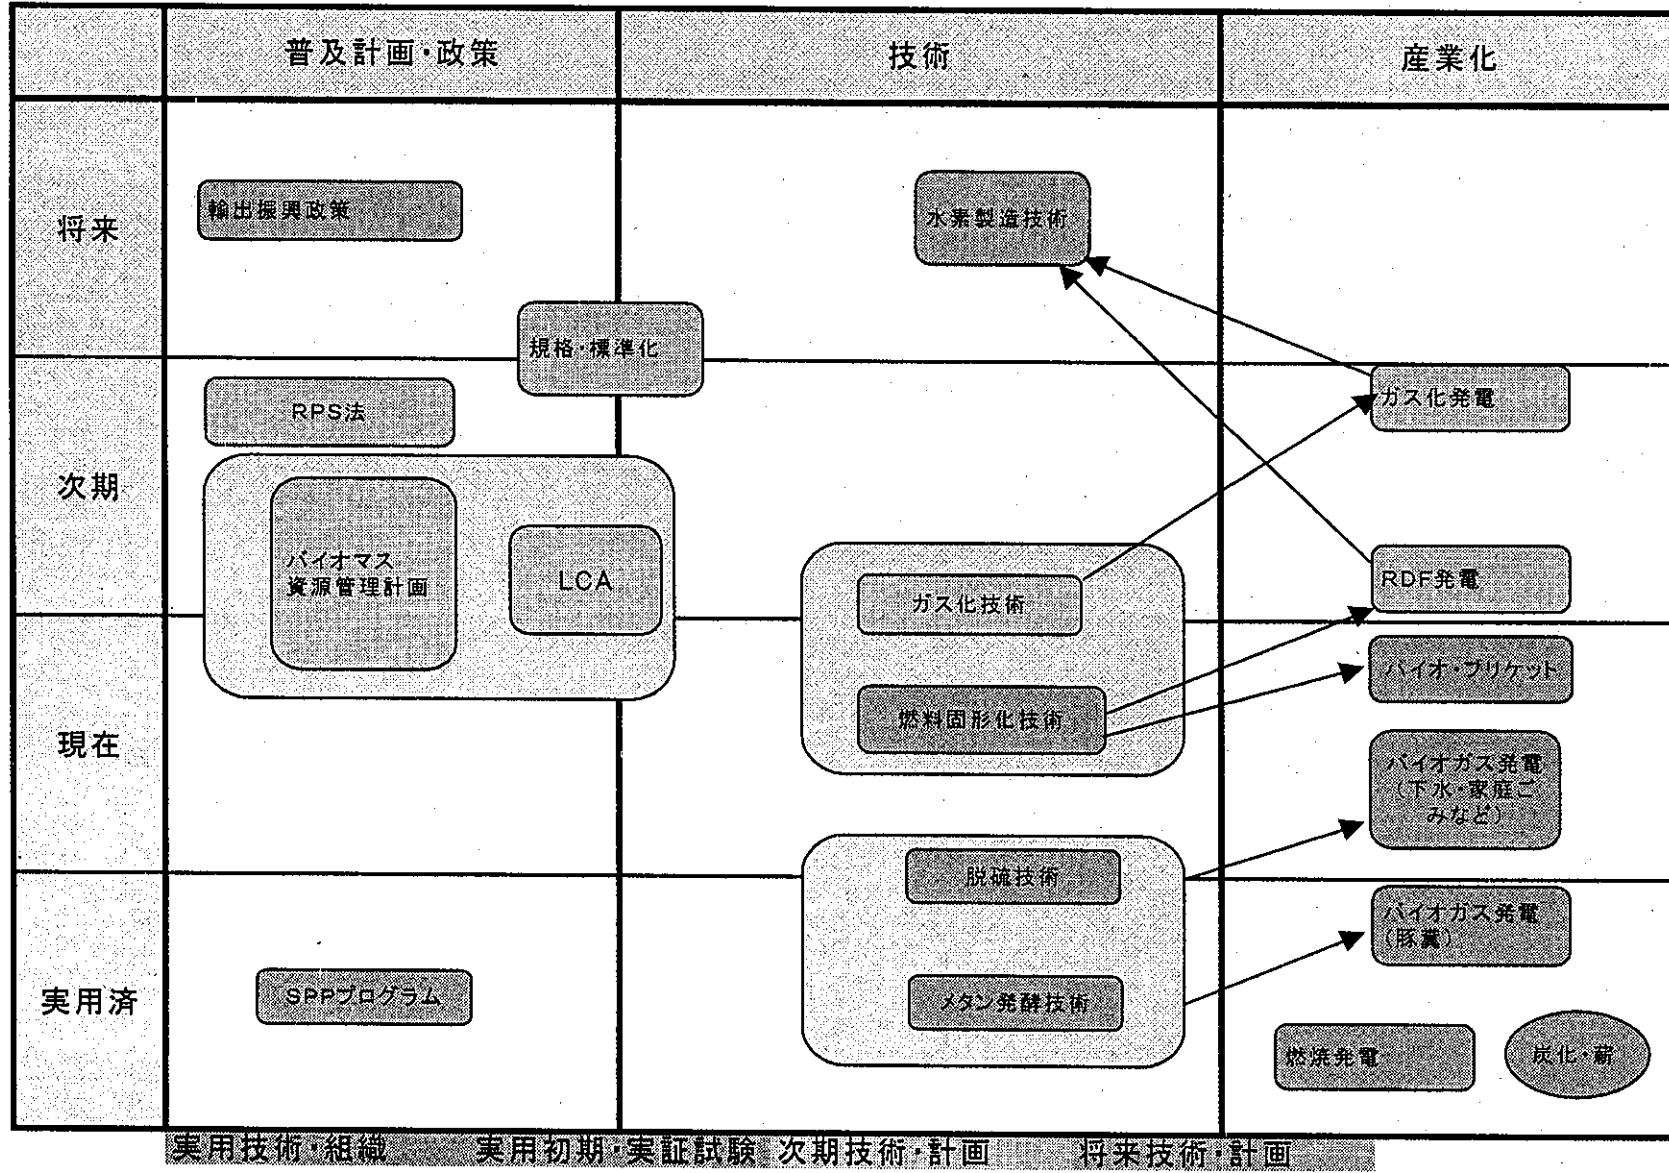 普及計画・政策
技術
産業化
将来
輸出振興政策
水素製造技術
規格・標準化
次期
RPS法
ガス化発電
バイオマス
資源管理計画
LCA
ガス化技術
RDF発電
現在
燃料固形化技術
バイオ・ブリケット
バイオガス発電
(下水・家庭ご
みなど)
実用済
脱硫技術
バイオガス発電
(豚糞)
SPPプログラム
メタン発酵技術
燃焼発電
炭化・薪
実用技術・組織
実用初期・実証試験
次期技術・計画
将来技術・計画